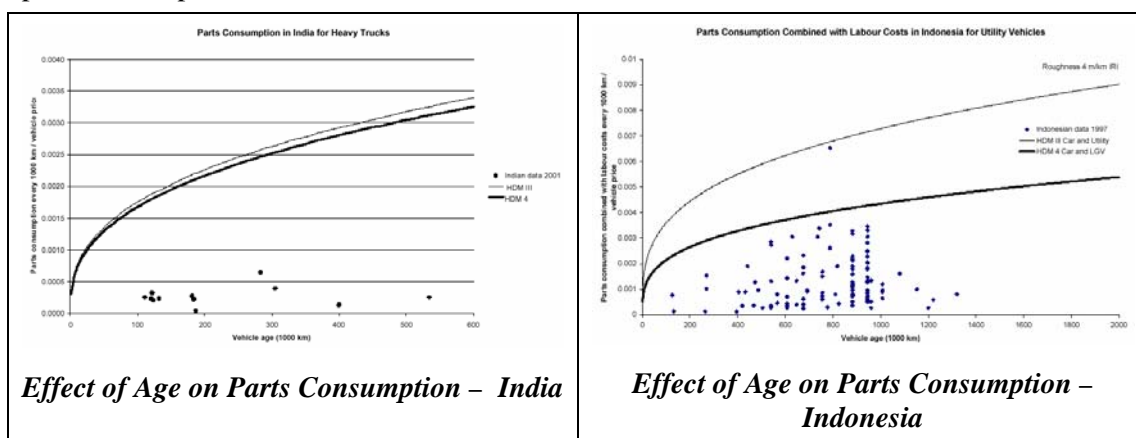 Parts Consumption in India for Heavy Trucks
Parts consumption every 1000 km / vehicle price
0.0040
0.0035
0.0030
0.0025
0.0020
0.0015
0.0010
0.0005
0.0000
0 100 200 300 400 500 600
Vehicle age (1000 km)
Indian data 2001
HDM III
HDM 4
Effect of Age on Parts Consumption – India
Parts Consumption Combined with Labour Costs in Indonesia for Utility Vehicles
Parts consumption combined with labour costs every 1000 km /
vehicle price
0.01
0.009
0.008
0.007
0.006
0.005
0.004
0.003
0.002
0.001
0
0 200 400 600 800 1000 1200 1400 1600 1800 2000
Vehicle age (1000 km)
Roughness 4 m/km IRI
Indonesian data 1997
HDM III Car and Utility
HDM 4 Car and LGV
Effect of Age on Parts Consumption –
Indonesia